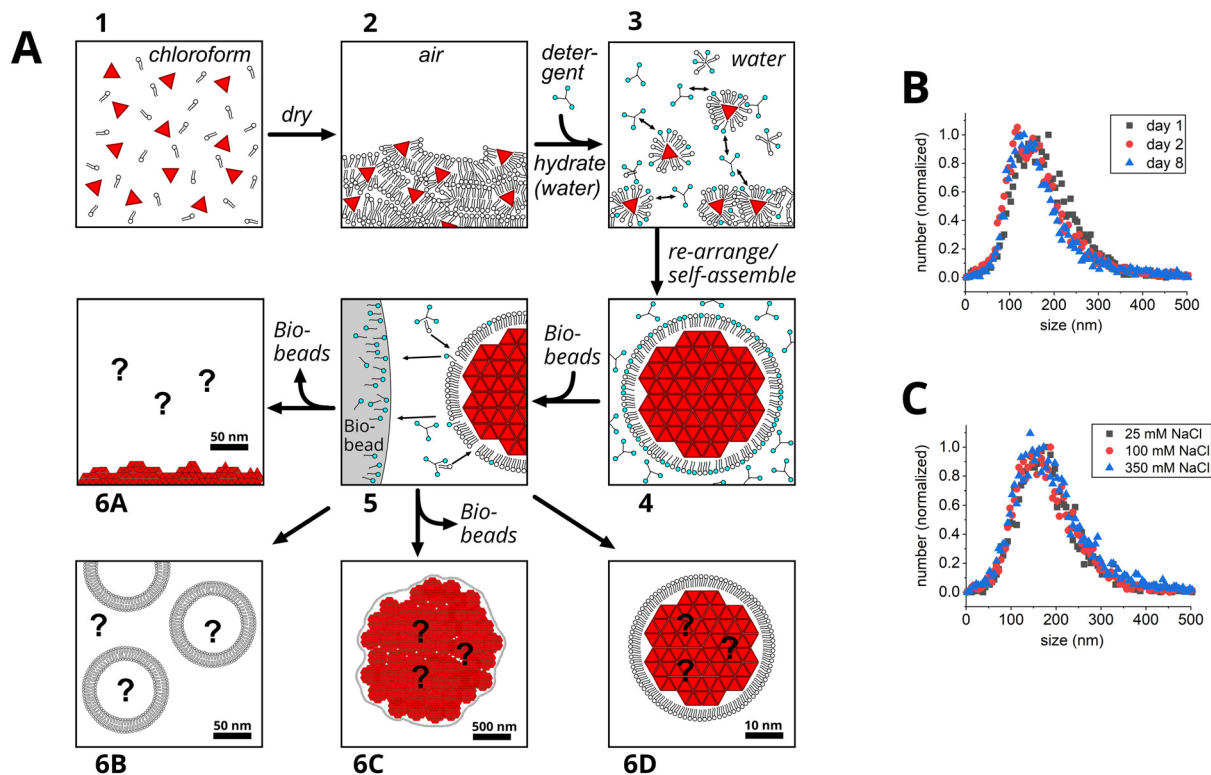 A
1
chloroform
dry
2
air
deter-
gent
hydrate
(water)
3
water
re-arrange/
self-assemble
Bio-
beads
4
Bio-
bead
5
Bio-
beads
?
?
?
50 nm
6A
Bio-
beads
?
?
?
50 nm
6B
?
?
?
500 nm
6C
?
?
?
10 nm
6D
B
day 1
day 2
day 8
number (normalized)
1.0
0.8
0.6
0.4
0.2
0.0
0 100 200 300 400 500
size (nm)
C
25 mM NaCl
100 mM NaCl
350 mM NaCl
number (normalized)
1.0
0.8
0.6
0.4
0.2
0.0
0 100 200 300 400 500
size (nm)